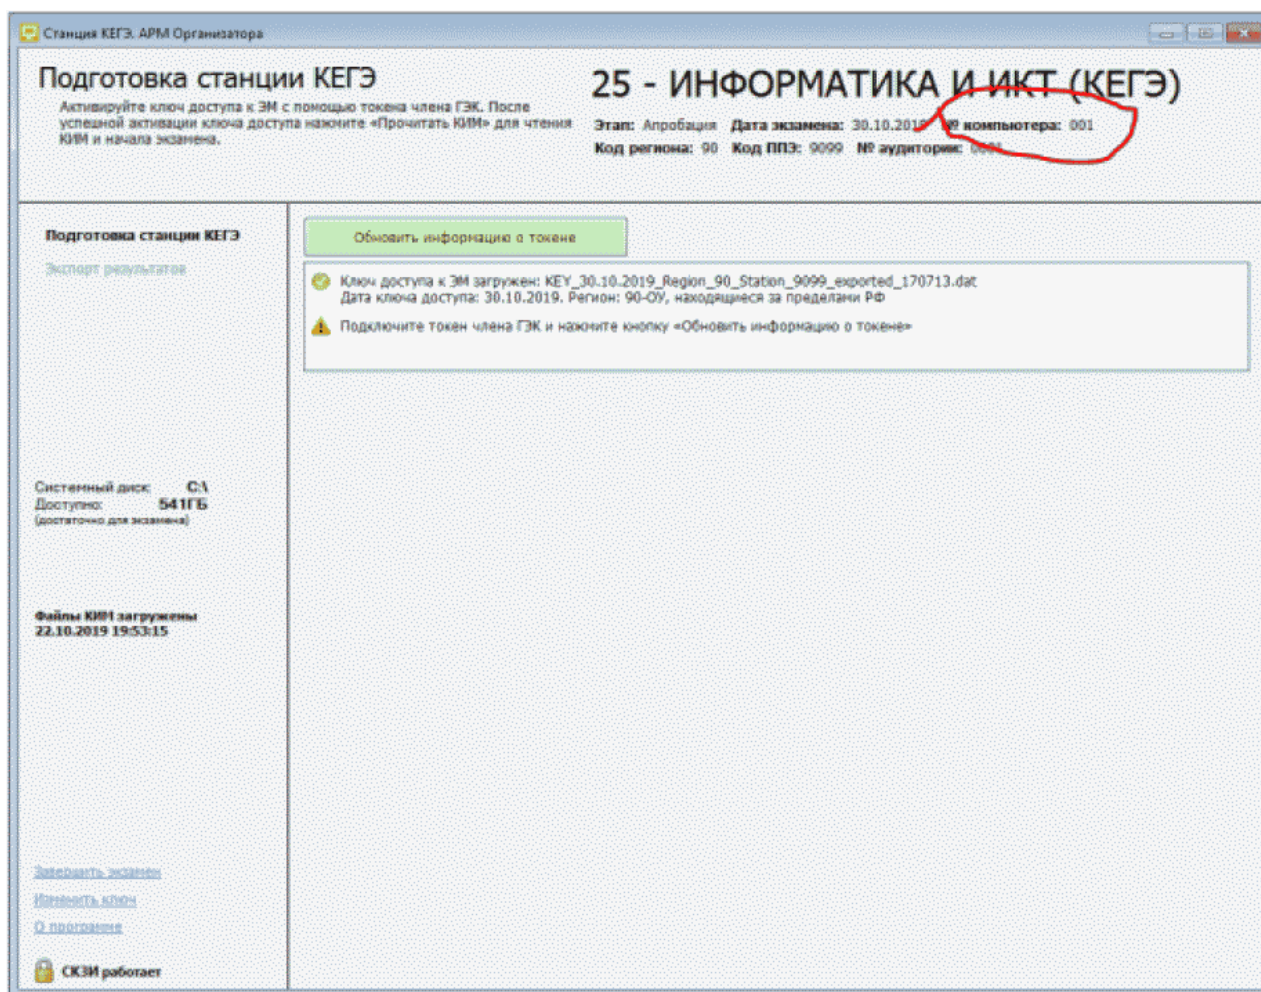 Станция КЕГЭ. АРМ Организатора
Подготовка станции КЕГЭ
Активируйте ключ доступа к ЭМ с помощью токена члена ГЭК. После
успешной активации ключа доступа нажмите «Прочитать КИМ» для чтения
КИМ и начала экзамена.
25 - ИНФОРМАТИКА И ИКТ (КЕГЭ)
Этап: Апробация Дата экзамена: 30.10.2019 № компьютера: 001
Код региона: 90 Код ППЭ: 9099 № аудитории:
Подготовка станции КЕГЭ
Экспорт результатов
Обновить информацию о токене
Ключ доступа к ЭМ загружен: KEY_30.10.2019_Region_90_Station_9099_exported_170713.dat
Дата ключа доступа: 30.10.2019. Регион: 90-ОУ, находящиеся за пределами РФ
Подключите токен члена ГЭК и нажмите кнопку «Обновить информацию о токене»
Системный диск: C:\
Доступно: 541ГБ
(достаточно для экзамена)
Файлы КИМ загружены
22.10.2019 19:53:15
Завершить экзамен
Изменить ключ
О программе
СКЗИ работает